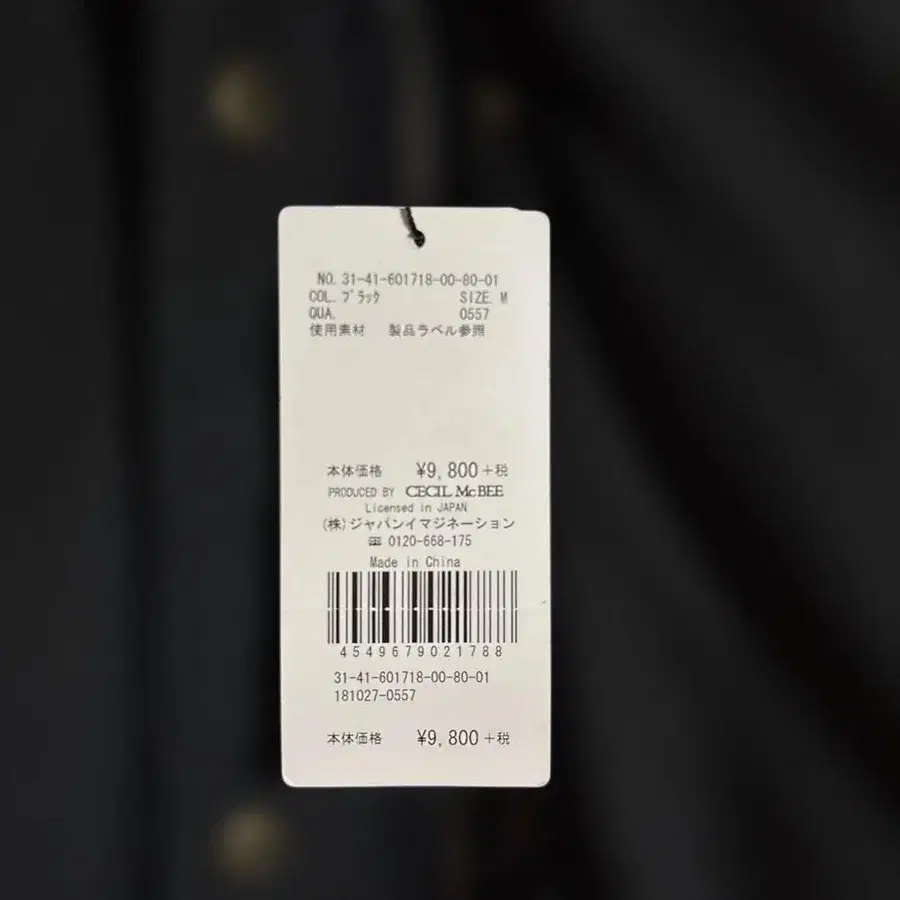 NO. 31-41-601718-00-80-01
COL. ブラック SIZE. M
QUA. 0557
使用素材 製品ラベル参照
本体価格 ¥9,800+税
PRODUCED BY CECIL McBEE
Licensed in JAPAN
(株)ジャパンイマジネーション
0120-668-175
Made in China
4549679021788
31-41-601718-00-80-01
181027-0557
本体価格 ¥9,800+税